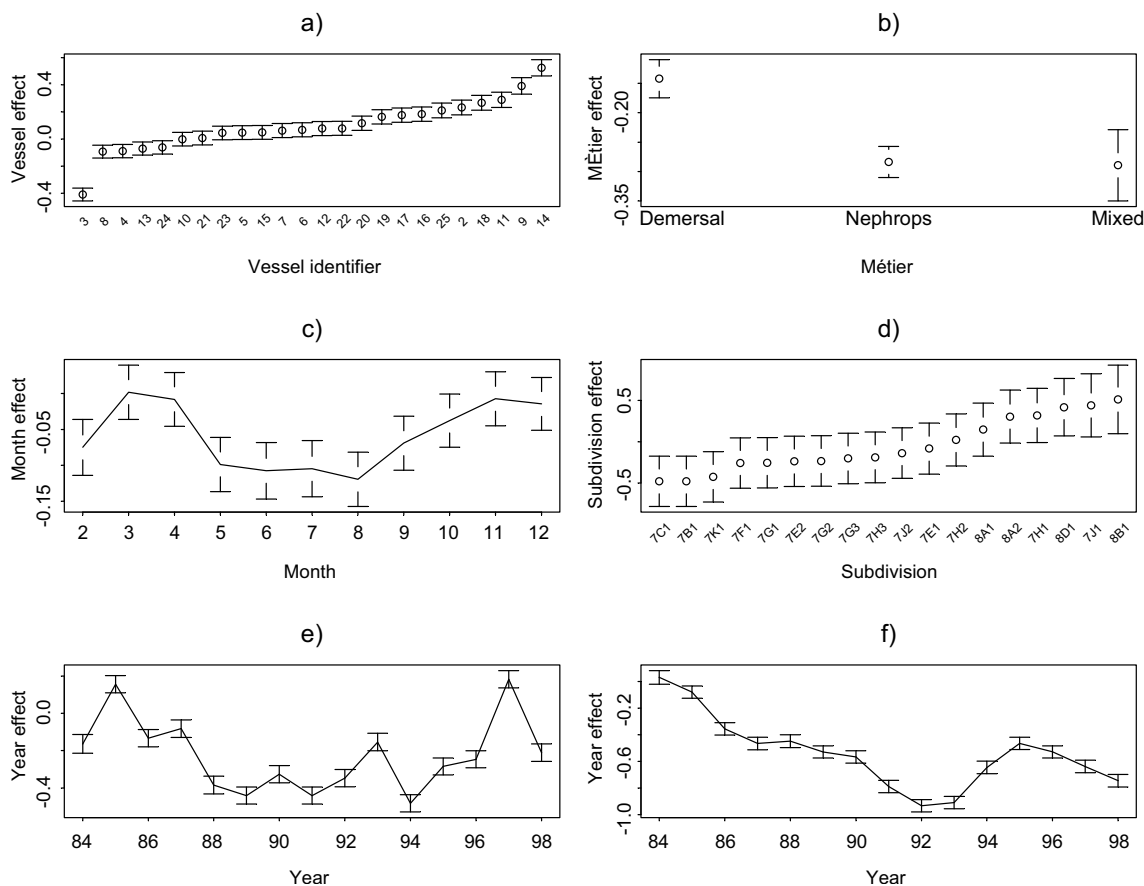 a)
Vessel effect
0.4
0.0
-0.4
3 8 4 13 24 10 21 23 5 15 7 6 12 22 20 19 17 16 25 2 18 11 9 14
Vessel identifier
b)
MÈtier effect
-0.20
-0.35
Demersal Nephrops Mixed
Métier
c)
Month effect
-0.05
-0.15
2 3 4 5 6 7 8 9 10 11 12
Month
d)
Subdivision effect
0.5
-0.5
7C1 7B1 7K1 7F1 7G1 7E2 7G2 7G3 7H3 7J2 7E1 7H2 8A1 8A2 7H1 8D1 7J1 8B1
Subdivision
e)
Year effect
0.0
-0.4
84 86 88 90 92 94 96 98
Year
f)
Year effect
-0.2
-0.6
-1.0
84 86 88 90 92 94 96 98
Year